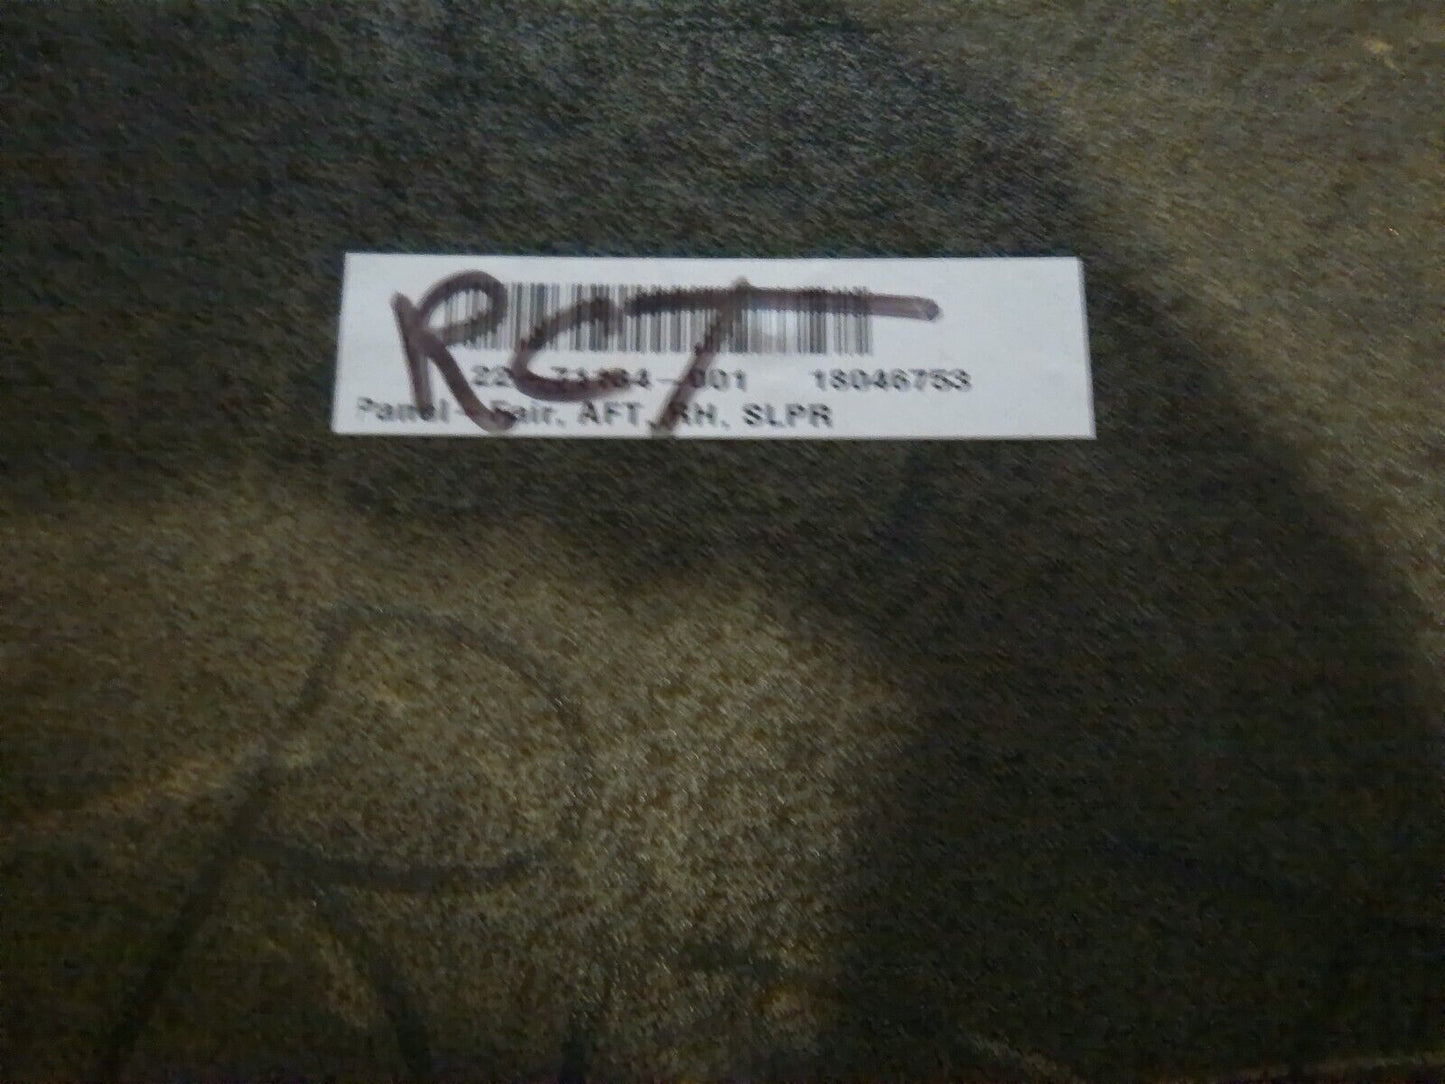 RCT
001 18046753
Panel - Fair, AFT, RH, SLPR